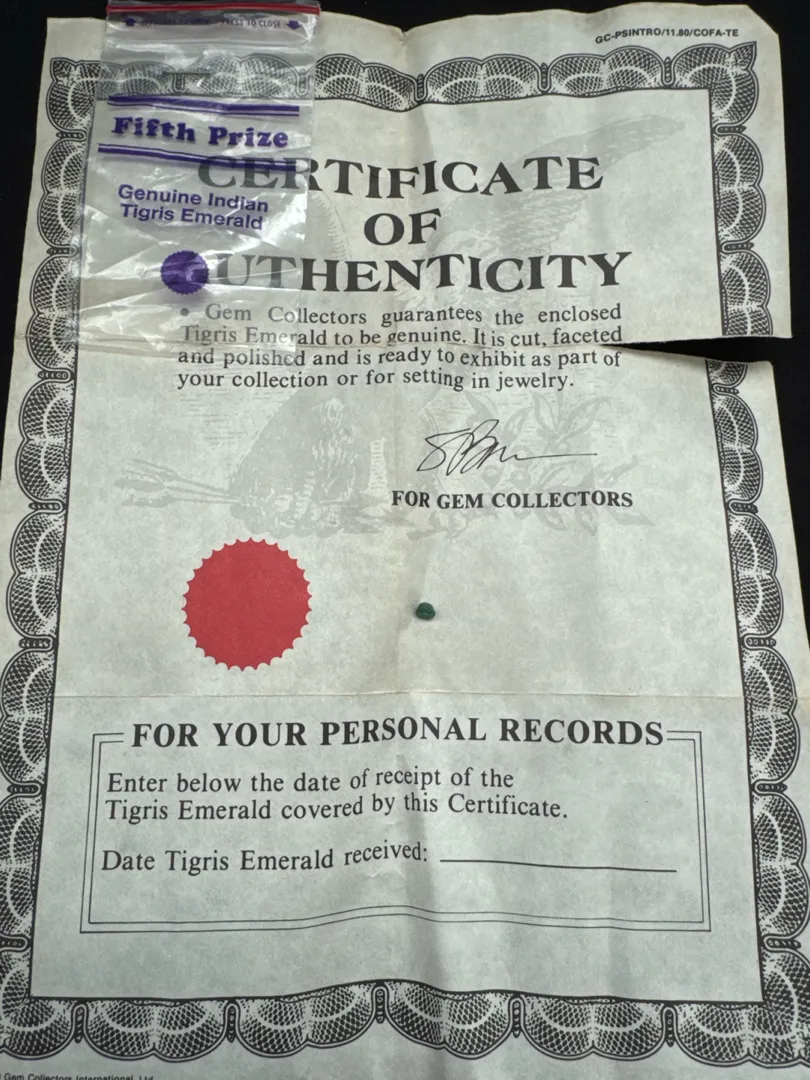 PRESS TO CLOSE
GC-PSINTRO/11.80/COFA-TE
Fifth Prize
Genuine Indian
Tigris Emerald
CERTIFICATE
OF
UTHENTICITY
• Gem Collectors guarantees the enclosed
Tigris Emerald to be genuine. It is cut, faceted
and polished and is ready to exhibit as part of
your collection or for setting in jewelry.
FOR GEM COLLECTORS
FOR YOUR PERSONAL RECORDS
Enter below the date of receipt of the
Tigris Emerald covered by this Certificate.
Date Tigris Emerald received:
Gem Collectors International, Ltd.